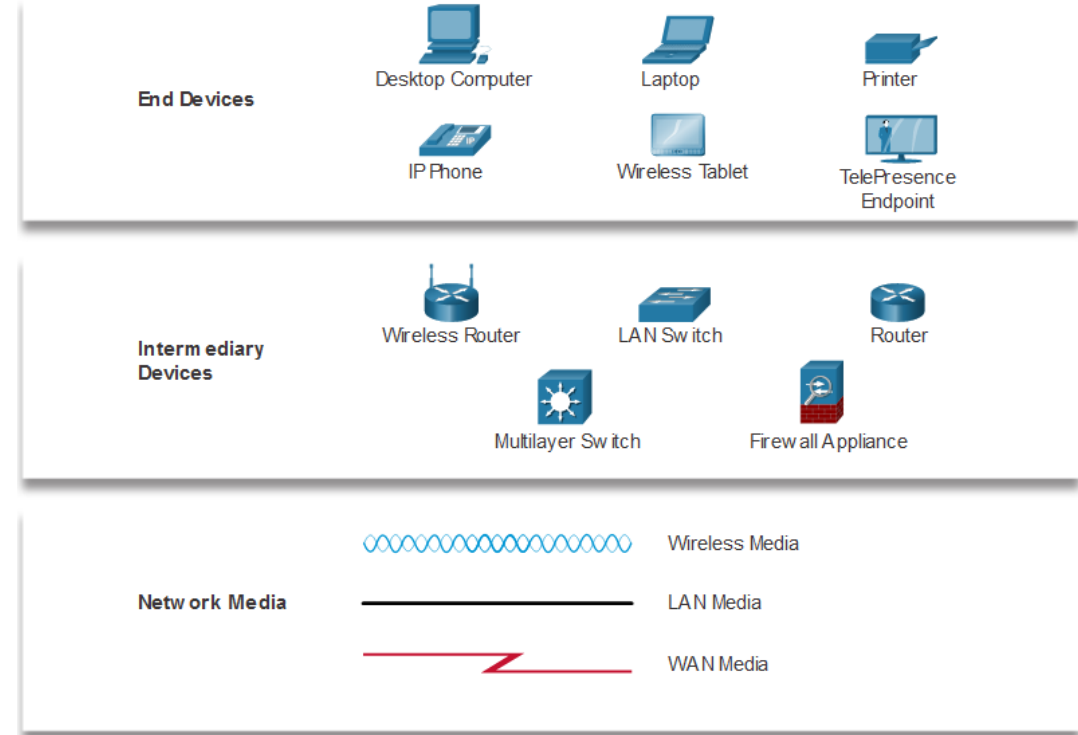 Desktop Computer
Laptop
Printer
End Devices
IP Phone
Wireless Tablet
TelePresence
Endpoint
Wireless Router
LAN Switch
Router
Intermediary
Devices
Multilayer Switch
Firewall Appliance
Wireless Media
Network Media
LAN Media
WAN Media